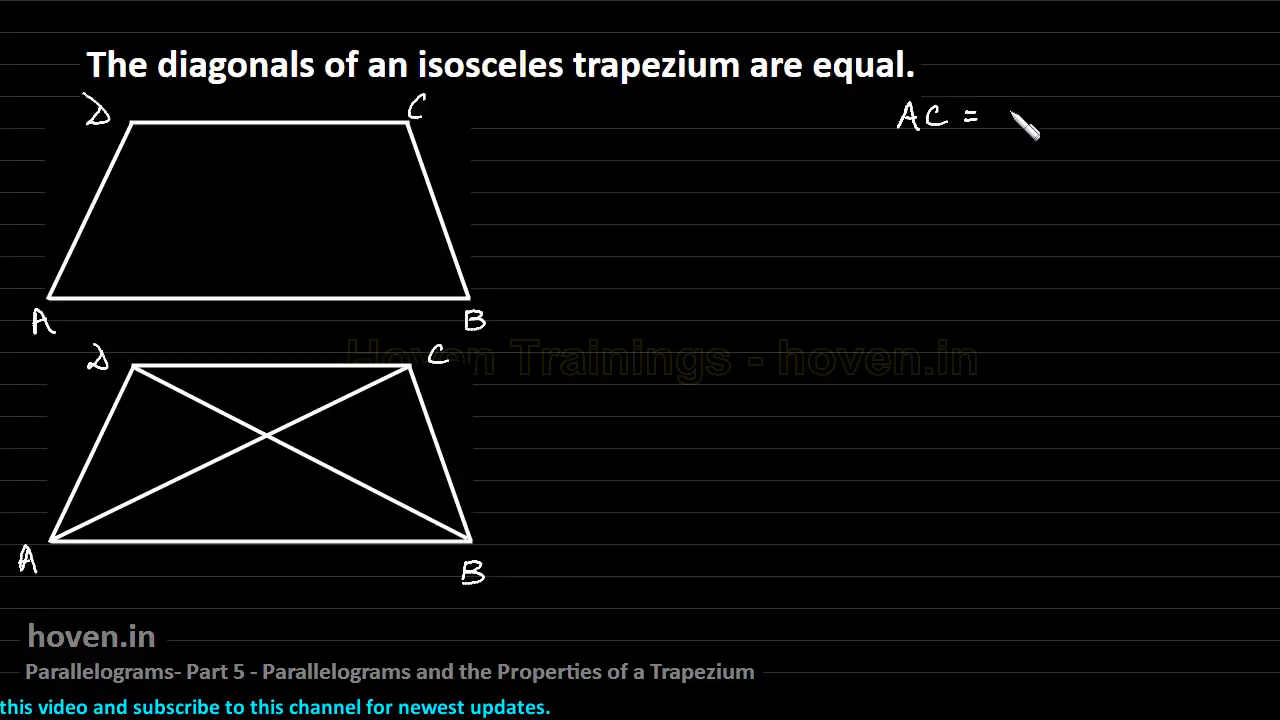 The diagonals of an isosceles trapezium are equal.
D C
AC =
A B
D C
Hoven Trainings - hoven.in
A B
hoven.in
Parallelograms- Part 5 - Parallelograms and the Properties of a Trapezium
this video and subscribe to this channel for newest updates.